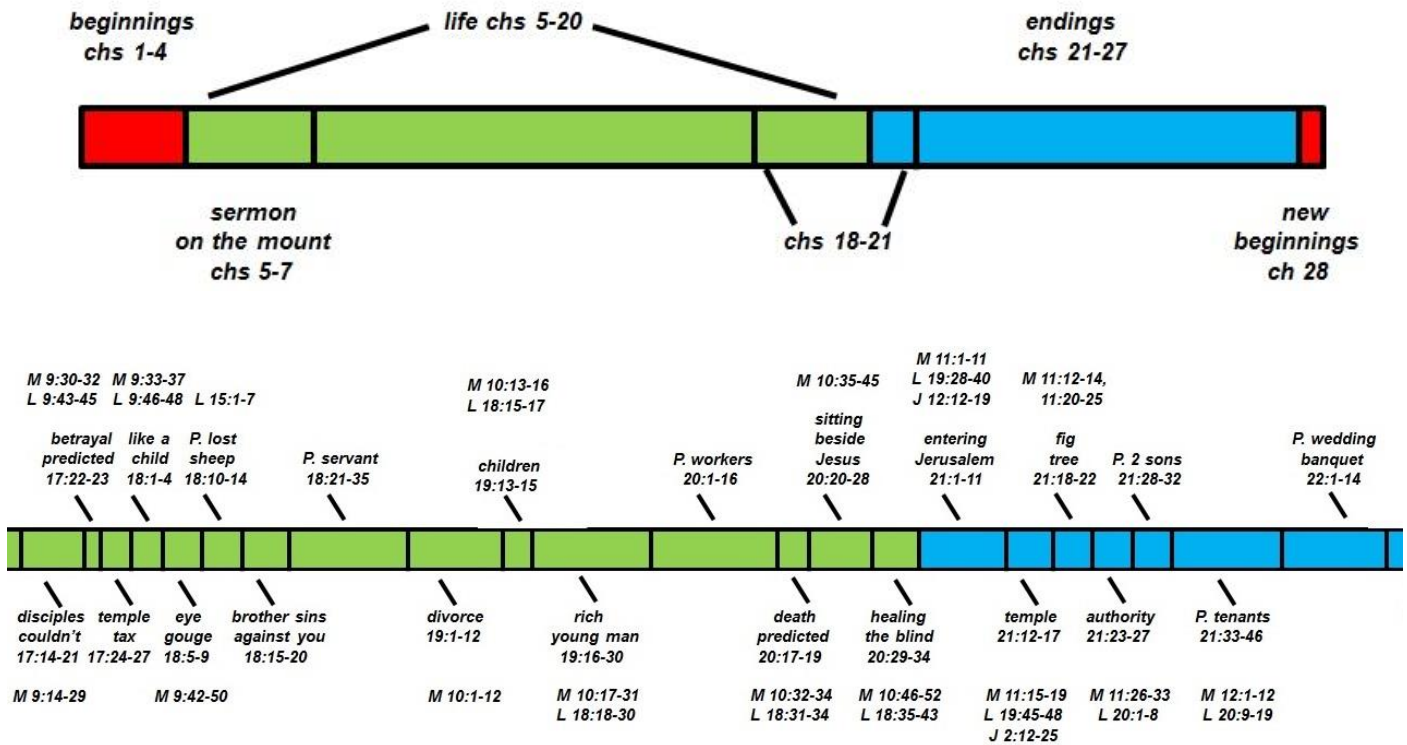 beginnings
chs 1-4
life chs 5-20
endings
chs 21-27
sermon
on the mount
chs 5-7
chs 18-21
new
beginnings
ch 28
M 9:30-32
L 9:43-45
betrayal
predicted
17:22-23
M 9:33-37
L 9:46-48
like a
child
18:1-4
L 15:1-7
P. lost
sheep
18:10-14
P. servant
18:21-35
M 10:13-16
L 18:15-17
children
19:13-15
P. workers
20:1-16
M 10:35-45
sitting
beside
Jesus
20:20-28
M 11:1-11
L 19:28-40
J 12:12-19
entering
Jerusalem
21:1-11
M 11:12-14,
11:20-25
fig
tree
21:18-22
P. 2 sons
21:28-32
P. wedding
banquet
22:1-14
disciples
couldn't
17:14-21
M 9:14-29
temple
tax
17:24-27
eye
gouge
18:5-9
M 9:42-50
brother sins
against you
18:15-20
divorce
19:1-12
M 10:1-12
rich
young man
19:16-30
M 10:17-31
L 18:18-30
death
predicted
20:17-19
M 10:32-34
L 18:31-34
healing
the blind
20:29-34
M 10:46-52
L 18:35-43
temple
21:12-17
M 11:15-19
L 19:45-48
J 2:12-25
authority
21:23-27
M 11:26-33
L 20:1-8
P. tenants
21:33-46
M 12:1-12
L 20:9-19